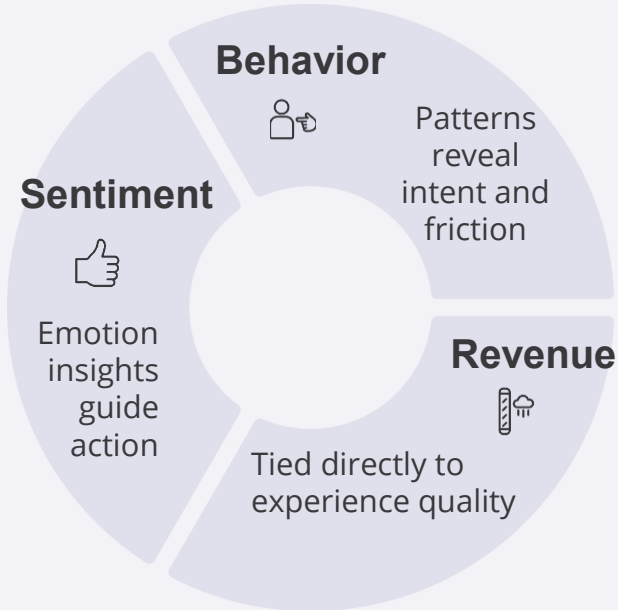 Behavior
Patterns
reveal
intent and
friction
Sentiment
Emotion
insights
guide
action
Revenue
Tied directly to
experience quality